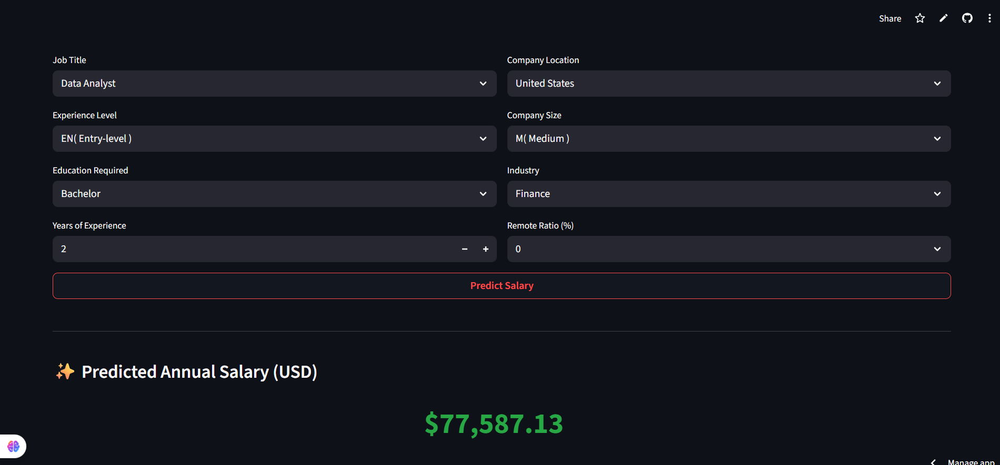 Share
Job Title
Data Analyst
Company Location
United States
Experience Level
EN( Entry-level )
Company Size
M( Medium )
Education Required
Bachelor
Industry
Finance
Years of Experience
2
Remote Ratio (%)
0
Predict Salary
✨ Predicted Annual Salary (USD)
$77,587.13
Manage app